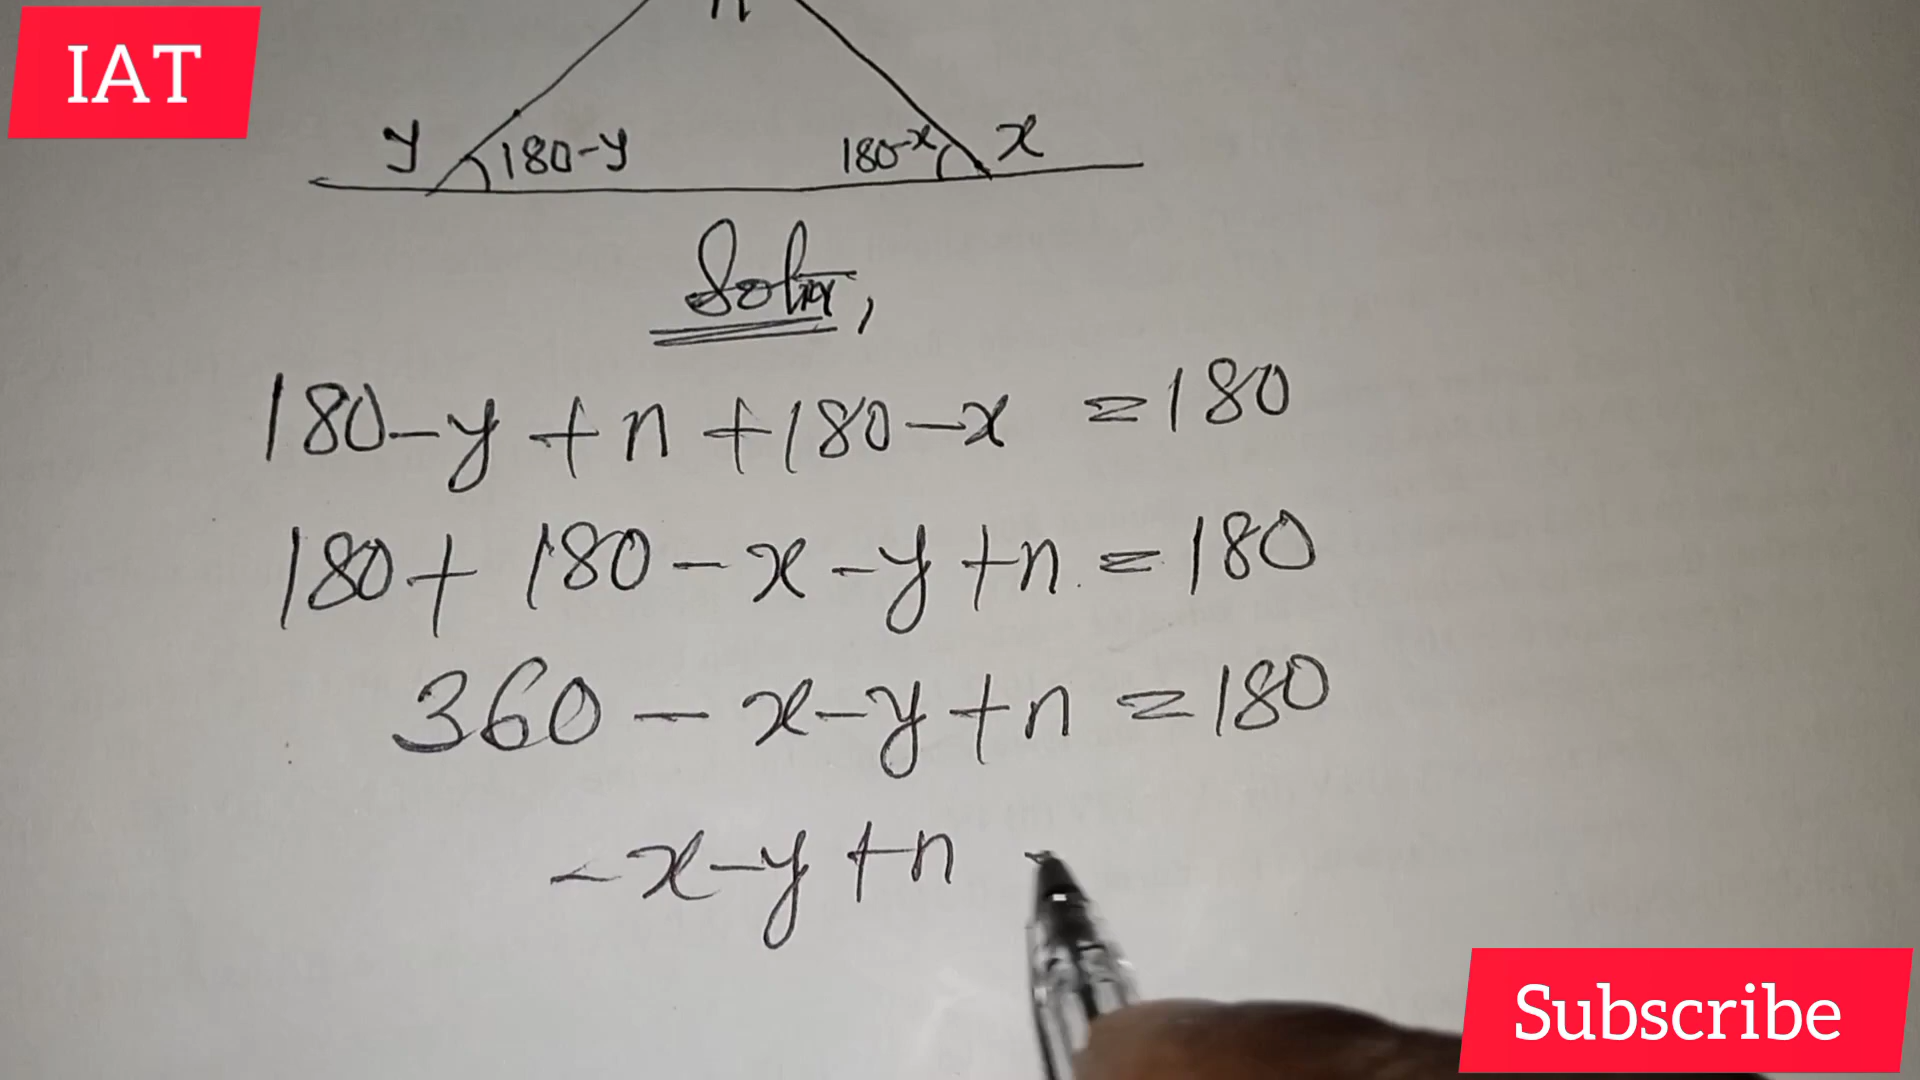 IAT
n
y 180-y 180-x x
Soln,
180-y+n+180-x =180
180+180-x-y+n=180
360-x-y+n=180
-x-y+n
Subscribe